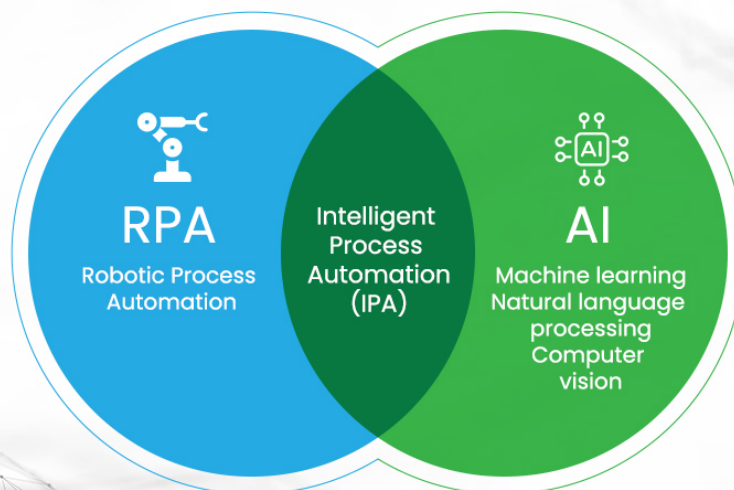 RPA
Robotic Process
Automation
Intelligent
Process
Automation
(IPA)
AI
AI
Machine learning
Natural language
processing
Computer
vision